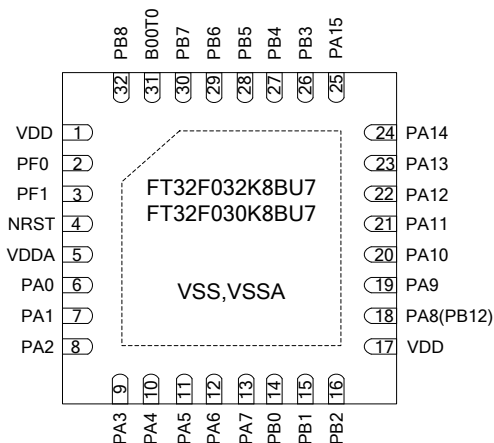 PB8
B00T0
PB7
PB6
PB5
PB4
PB3
PA15
32
31
30
29
28
27
26
25
VDD 1
PF0 2
PF1 3
NRST 4
VDDA 5
PA0 6
PA1 7
PA2 8
FT32F032K8BU7
FT32F030K8BU7
VSS,VSSA
24 PA14
23 PA13
22 PA12
21 PA11
20 PA10
19 PA9
18 PA8(PB12)
17 VDD
9
10
11
12
13
14
15
16
PA3
PA4
PA5
PA6
PA7
PB0
PB1
PB2